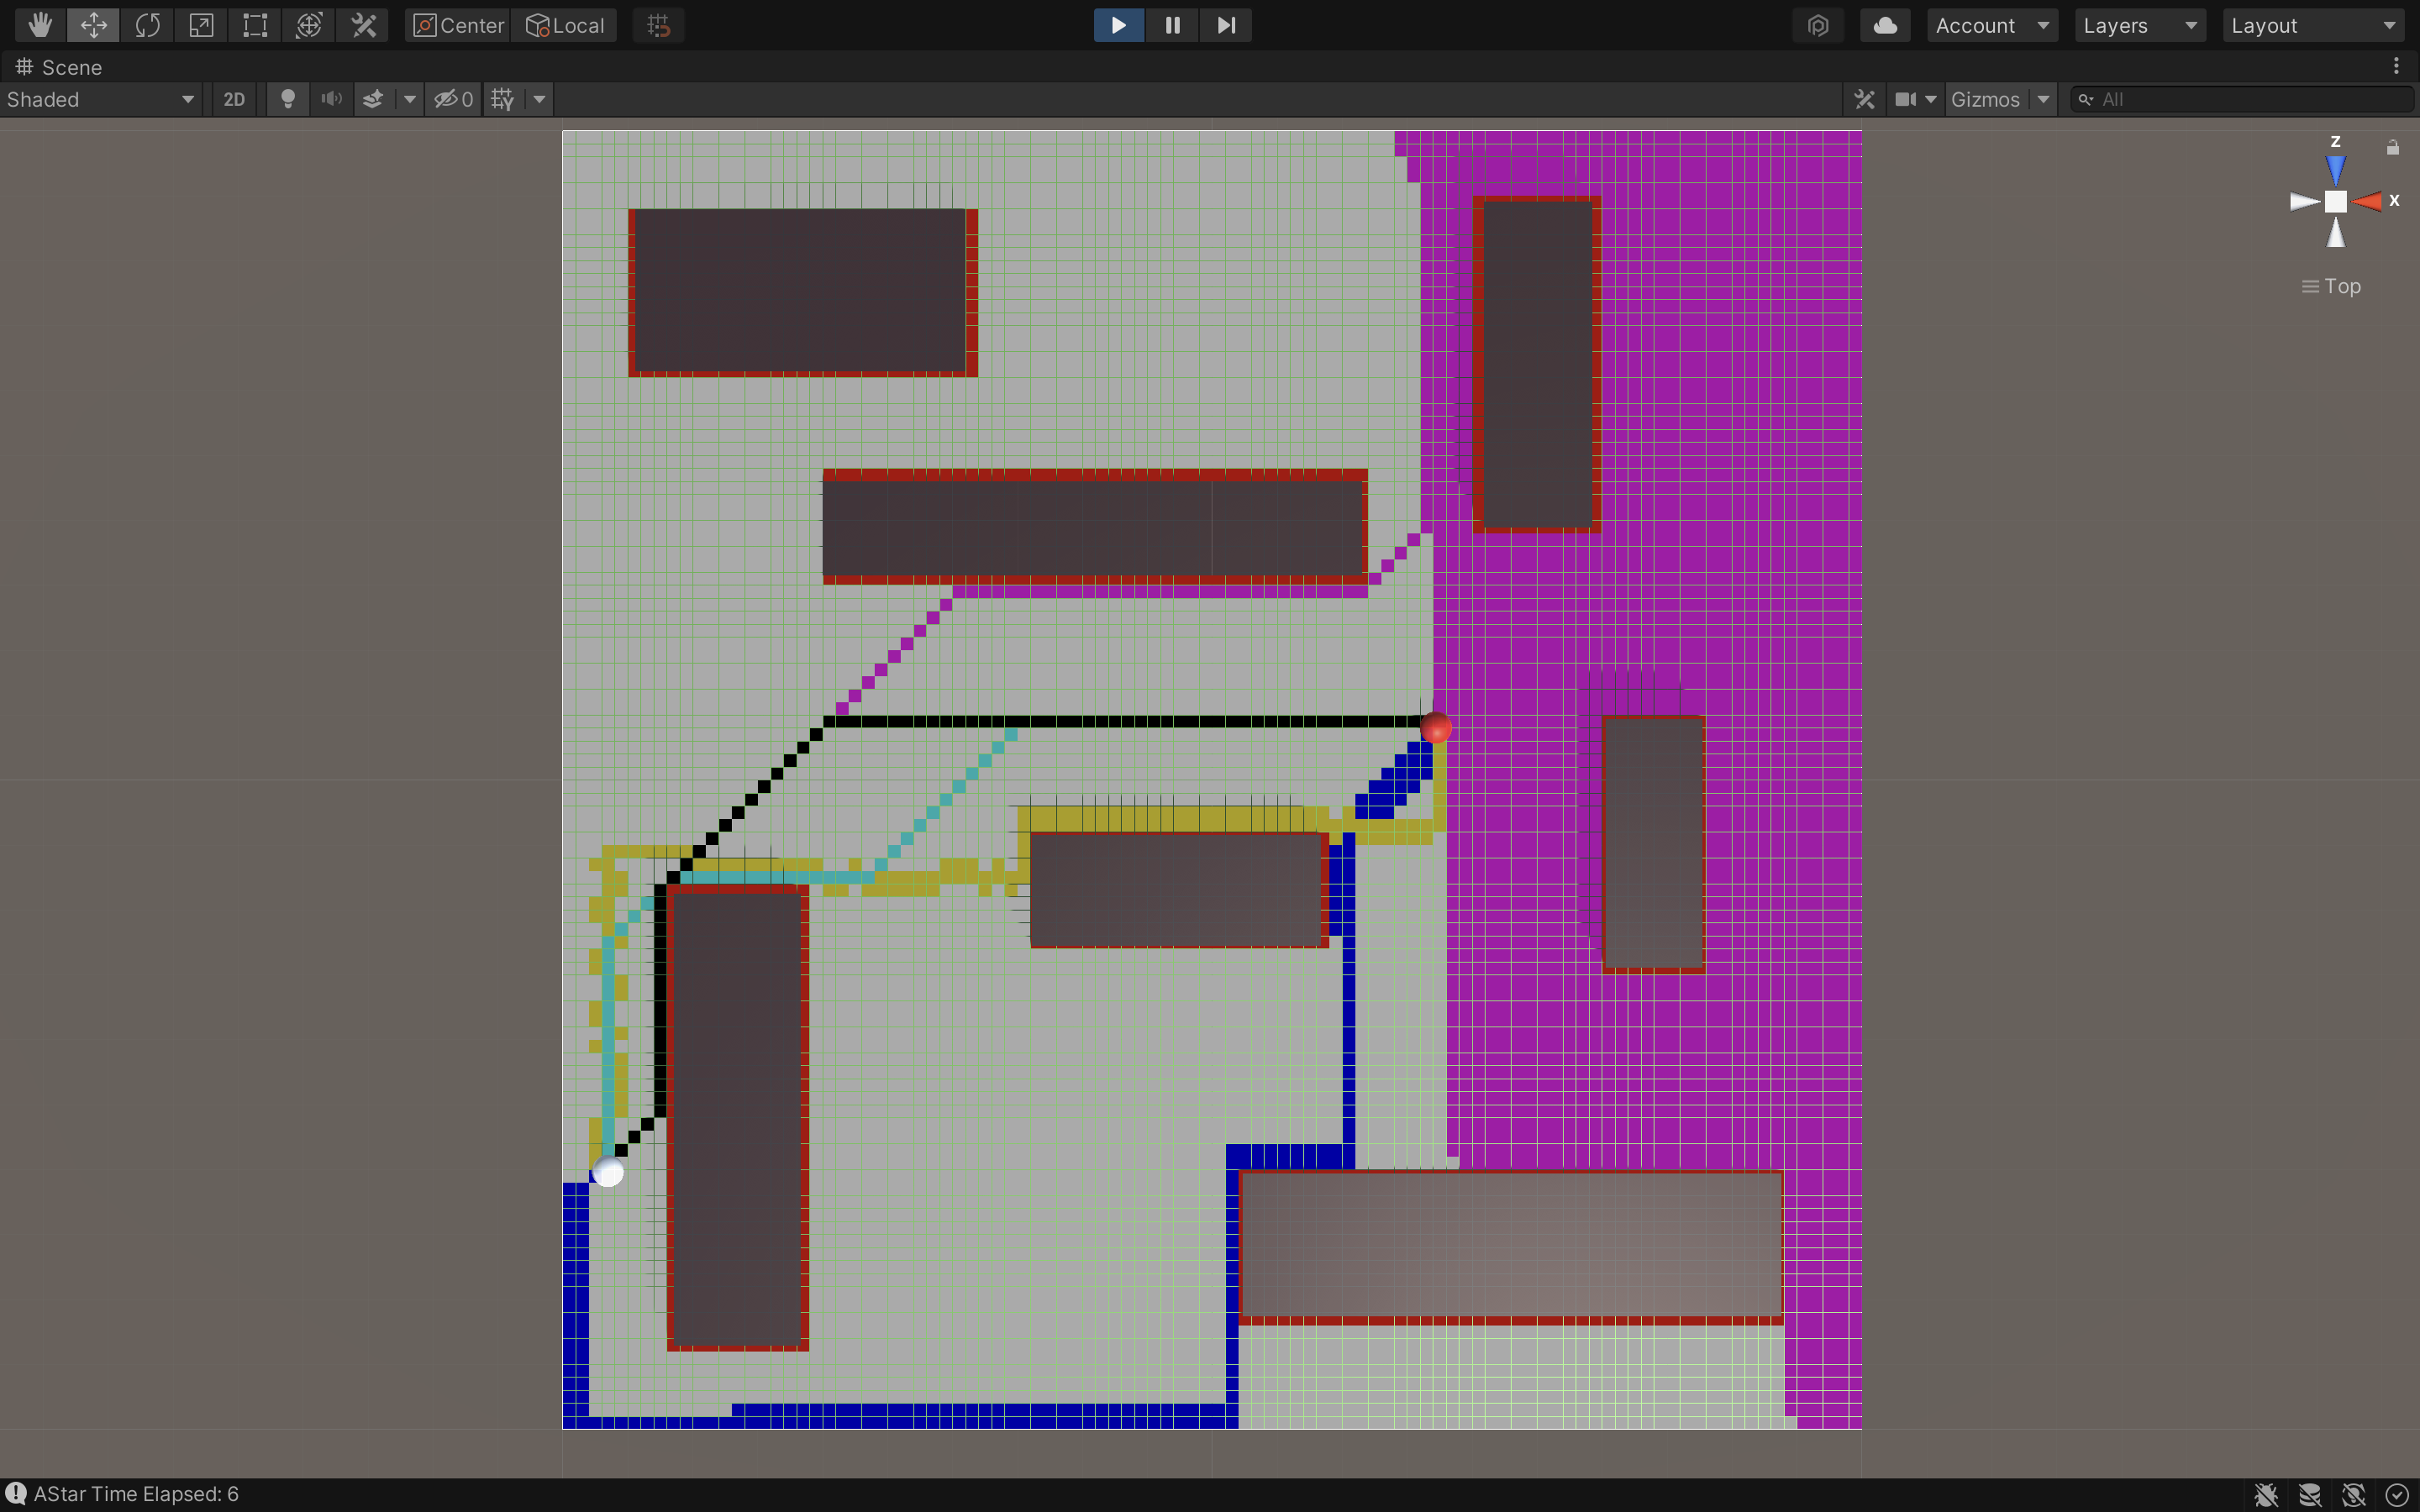 Center Local Account Layers Layout
Scene
Shaded 2D 0 Gizmos All
z
x
Top
AStar Time Elapsed: 6